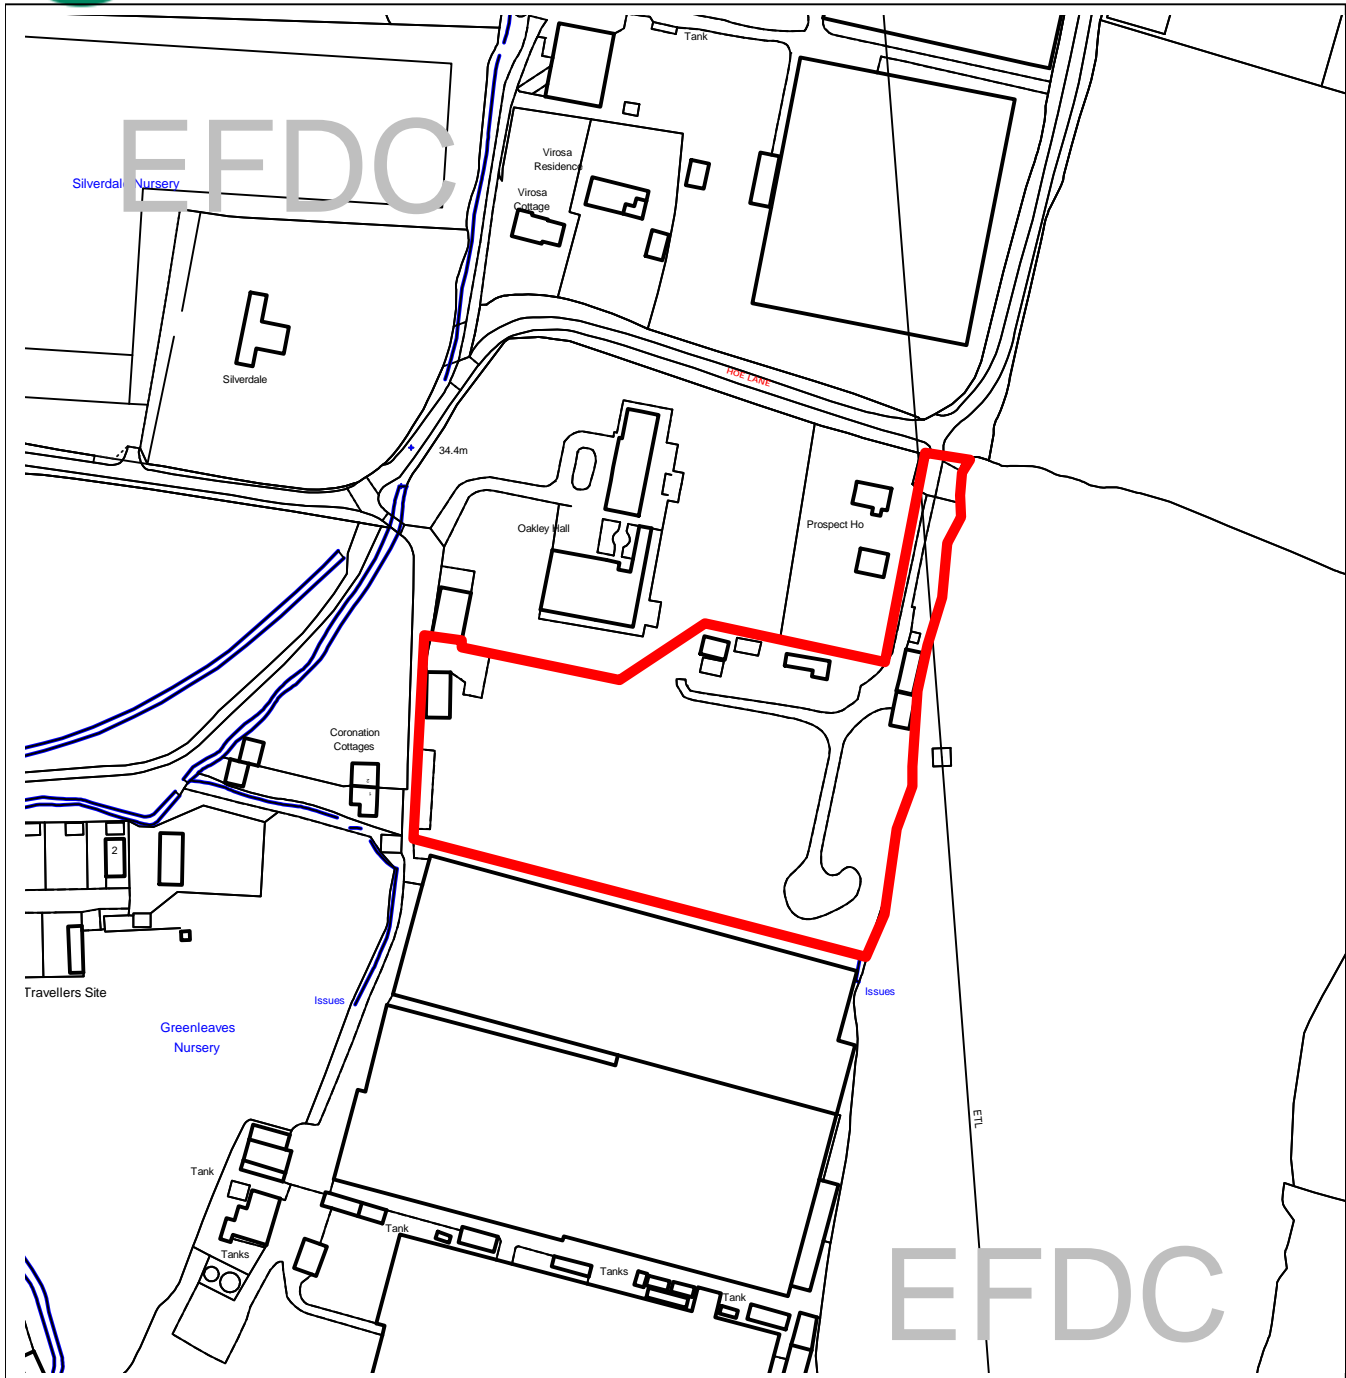 Tank
EFDC
Virosa
Residence
Silverdale Nursery
Virosa
Cottage
HOE LANE
Silverdale
34.4m
Oakley Hall
Prospect Ho
Coronation
Cottages
2
Travellers Site
Issues
Issues
Greenleaves
Nursery
ETL
Tank
Tank
Tanks
Tanks
Tank
EFDC